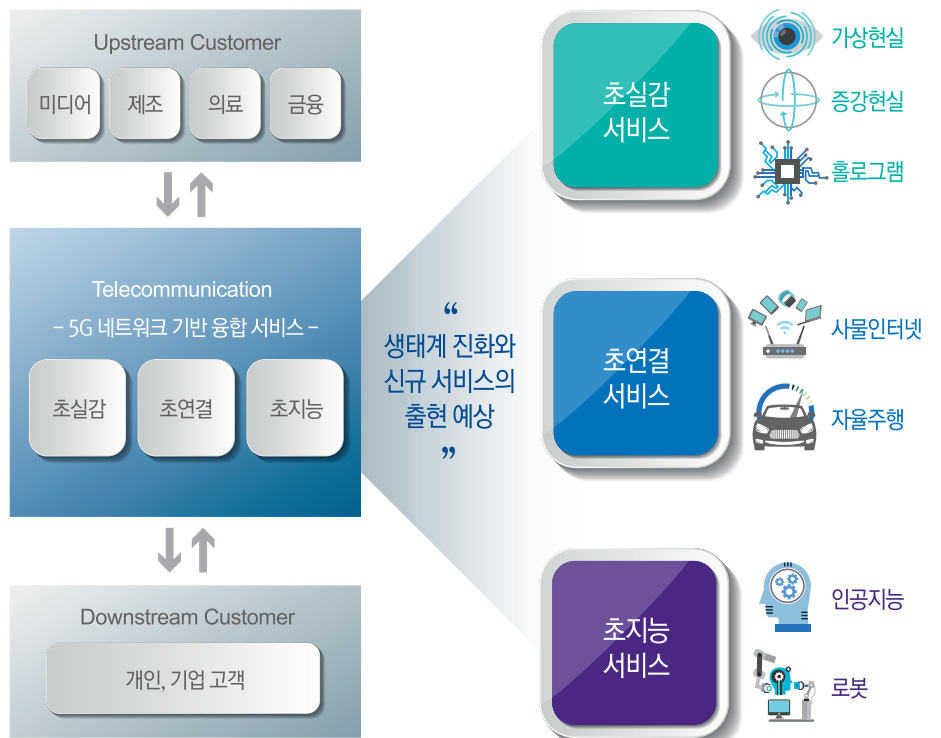 Upstream Customer
미디어 제조 의료 금융
Telecommunication
– 5G 네트워크 기반 융합 서비스 –
초실감 초연결 초지능
Downstream Customer
개인, 기업 고객
“
생태계 진화와
신규 서비스의
출현 예상
”
초실감
서비스
가상현실
증강현실
홀로그램
초연결
서비스
사물인터넷
자율주행
초지능
서비스
인공지능
로봇